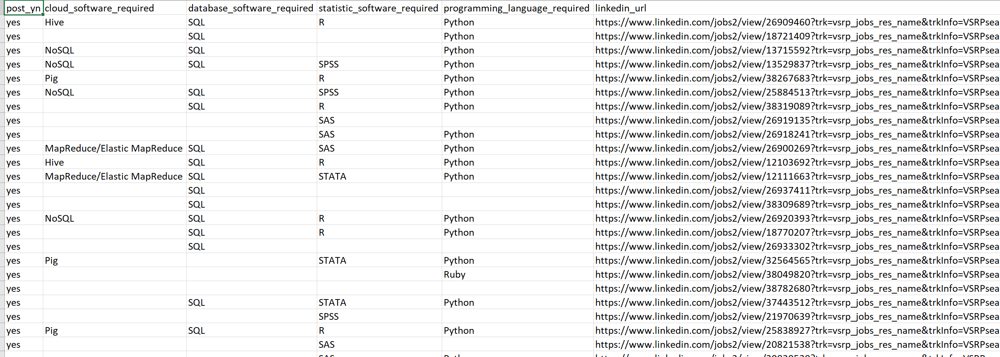 post_yn cloud_software_required database_software_required statistic_software_required programming_language_required linkedin_url
yes Hive SQL R Python https://www.linkedin.com/jobs2/view/26909460?trk=vsrp_jobs_res_name&trkInfo=VSRPsea
yes SQL Python https://www.linkedin.com/jobs2/view/18721409?trk=vsrp_jobs_res_name&trkInfo=VSRPsea
yes NoSQL SQL Python https://www.linkedin.com/jobs2/view/13715592?trk=vsrp_jobs_res_name&trkInfo=VSRPsea
yes NoSQL SQL SPSS Python https://www.linkedin.com/jobs2/view/13529837?trk=vsrp_jobs_res_name&trkInfo=VSRPsea
yes Pig R Python https://www.linkedin.com/jobs2/view/38267683?trk=vsrp_jobs_res_name&trkInfo=VSRPsea
yes NoSQL SQL SPSS Python https://www.linkedin.com/jobs2/view/25884513?trk=vsrp_jobs_res_name&trkInfo=VSRPsea
yes SQL R Python https://www.linkedin.com/jobs2/view/38319089?trk=vsrp_jobs_res_name&trkInfo=VSRPsea
yes SAS https://www.linkedin.com/jobs2/view/26919135?trk=vsrp_jobs_res_name&trkInfo=VSRPsea
yes SAS Python https://www.linkedin.com/jobs2/view/26918241?trk=vsrp_jobs_res_name&trkInfo=VSRPsea
yes MapReduce/Elastic MapReduce SQL SAS Python https://www.linkedin.com/jobs2/view/26900269?trk=vsrp_jobs_res_name&trkInfo=VSRPsea
yes Hive SQL R Python https://www.linkedin.com/jobs2/view/12103692?trk=vsrp_jobs_res_name&trkInfo=VSRPsea
yes MapReduce/Elastic MapReduce SQL STATA Python https://www.linkedin.com/jobs2/view/12111663?trk=vsrp_jobs_res_name&trkInfo=VSRPsea
yes SQL https://www.linkedin.com/jobs2/view/26937411?trk=vsrp_jobs_res_name&trkInfo=VSRPsea
yes SQL https://www.linkedin.com/jobs2/view/38309689?trk=vsrp_jobs_res_name&trkInfo=VSRPsea
yes NoSQL SQL R Python https://www.linkedin.com/jobs2/view/26920393?trk=vsrp_jobs_res_name&trkInfo=VSRPsea
yes SQL R Python https://www.linkedin.com/jobs2/view/18770207?trk=vsrp_jobs_res_name&trkInfo=VSRPsea
yes SQL https://www.linkedin.com/jobs2/view/26933302?trk=vsrp_jobs_res_name&trkInfo=VSRPsea
yes Pig STATA Python https://www.linkedin.com/jobs2/view/32564565?trk=vsrp_jobs_res_name&trkInfo=VSRPsea
yes Ruby https://www.linkedin.com/jobs2/view/38049820?trk=vsrp_jobs_res_name&trkInfo=VSRPsea
yes https://www.linkedin.com/jobs2/view/38782680?trk=vsrp_jobs_res_name&trkInfo=VSRPsea
yes SQL STATA Python https://www.linkedin.com/jobs2/view/37443512?trk=vsrp_jobs_res_name&trkInfo=VSRPsea
yes SPSS https://www.linkedin.com/jobs2/view/21970639?trk=vsrp_jobs_res_name&trkInfo=VSRPsea
yes Pig SQL R Python https://www.linkedin.com/jobs2/view/25838927?trk=vsrp_jobs_res_name&trkInfo=VSRPsea
yes SAS https://www.linkedin.com/jobs2/view/20821538?trk=vsrp_jobs_res_name&trkInfo=VSRPsea